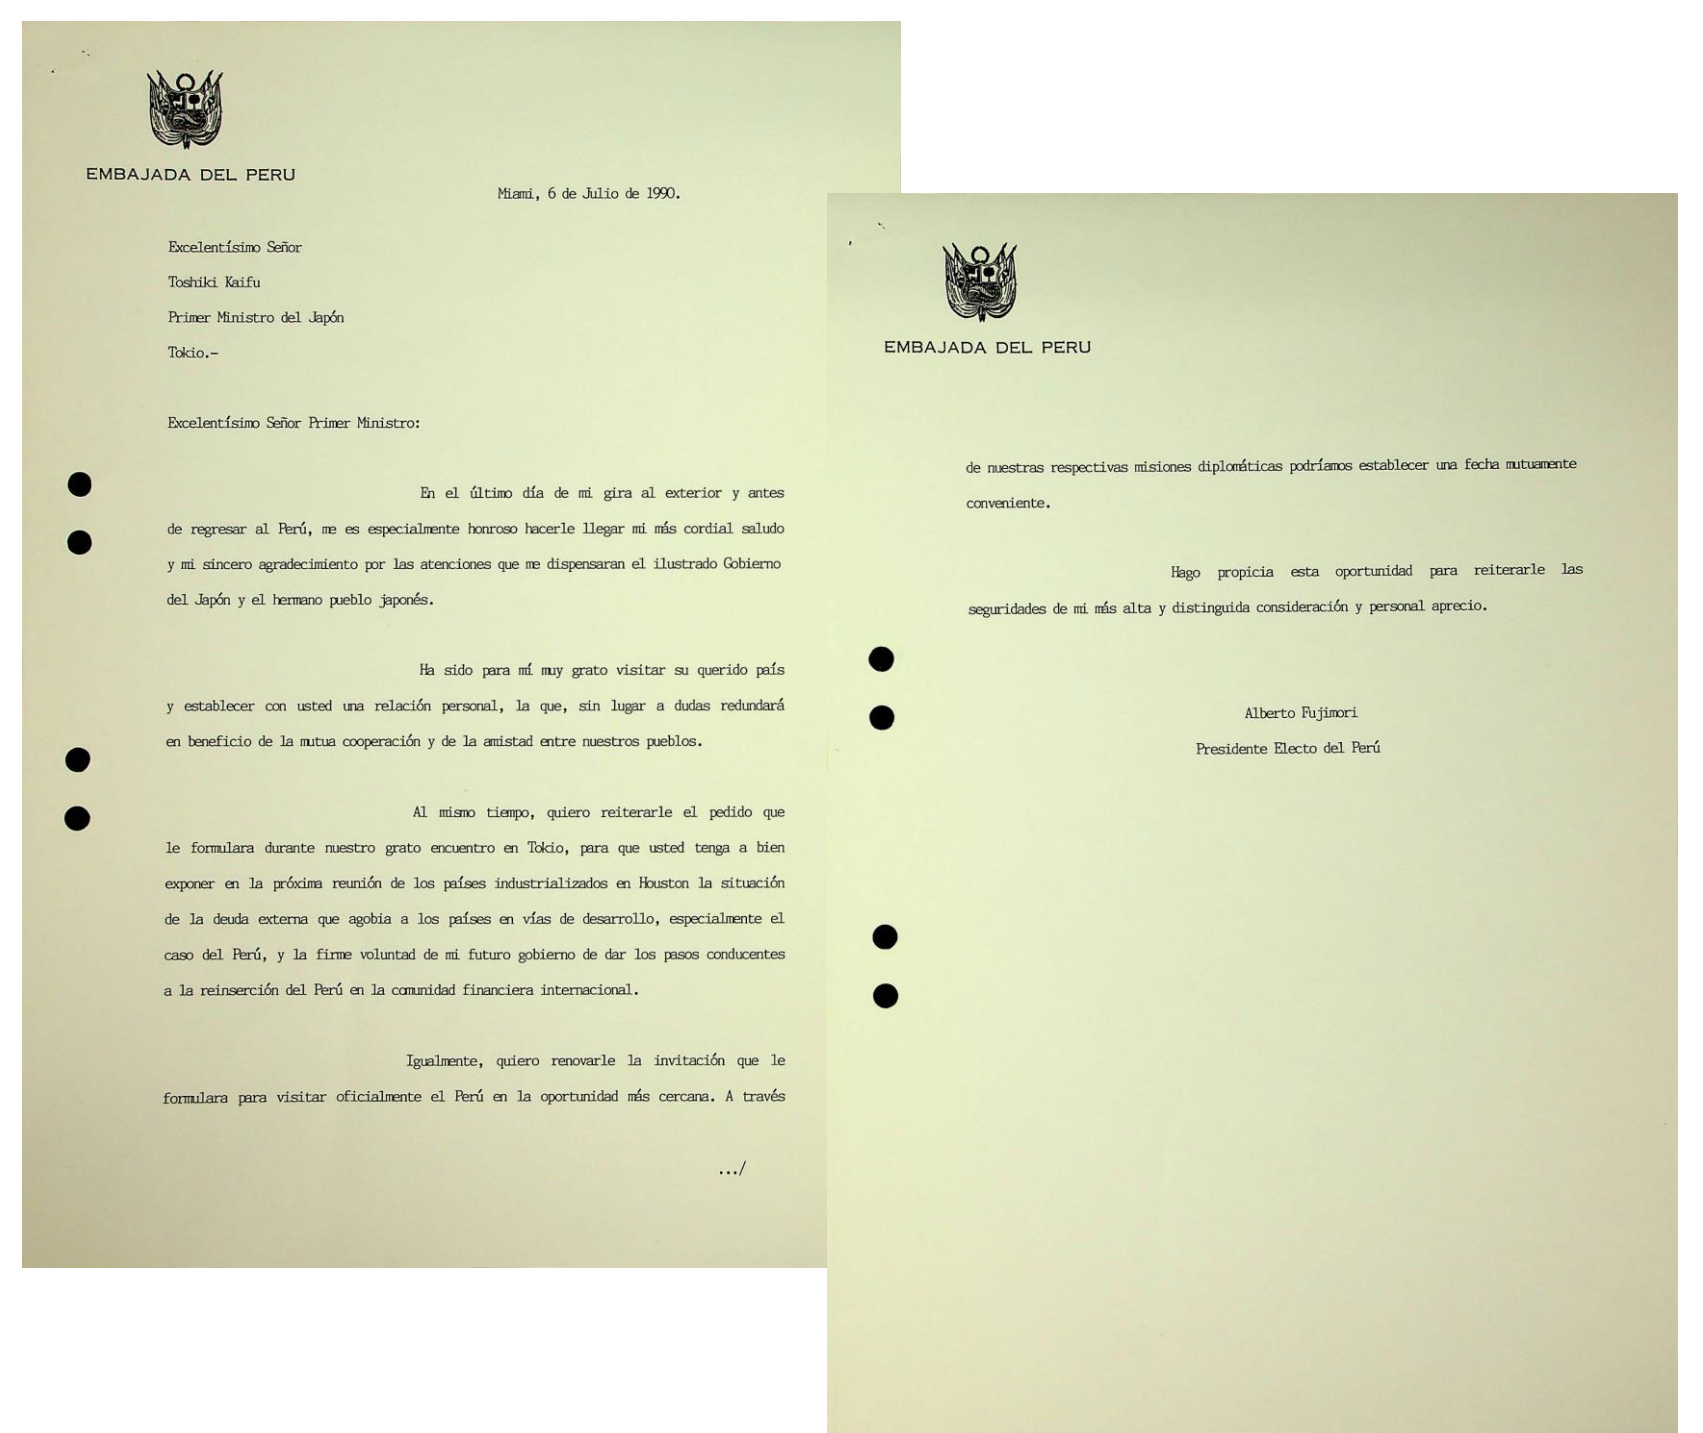 EMBAJADA DEL PERU
Miami, 6 de Julio de 1990.
Excelentísimo Señor
Toshiki Kaifu
Primer Ministro del Japón
Tokio.-
Excelentísimo Señor Primer Ministro:
En el último día de mi gira al exterior y antes
de regresar al Perú, me es especialmente honroso hacerle llegar mi más cordial saludo
y mi sincero agradecimiento por las atenciones que me dispensaran el ilustrado Gobierno
del Japón y el hermano pueblo japonés.
Ha sido para mí muy grato visitar su querido país
y establecer con usted una relación personal, la que, sin lugar a dudas redundará
en beneficio de la mutua cooperación y de la amistad entre nuestros pueblos.
Al mismo tiempo, quiero reiterarle el pedido que
le formulara durante nuestro grato encuentro en Tokio, para que usted tenga a bien
exponer en la próxima reunión de los países industrializados en Houston la situación
de la deuda externa que agobia a los países en vías de desarrollo, especialmente el
caso del Perú, y la firme voluntad de mi futuro gobierno de dar los pasos conducentes
a la reinserción del Perú en la comunidad financiera internacional.
Igualmente, quiero renovarle la invitación que le
formulara para visitar oficialmente el Perú en la oportunidad más cercana. A través
.../
EMBAJADA DEL PERU
de nuestras respectivas misiones diplomáticas podríamos establecer una fecha mutuamente
conveniente.
Hago propicia esta oportunidad para reiterarle las
seguridades de mi más alta y distinguida consideración y personal aprecio.
Alberto Fujimori
Presidente Electo del Perú